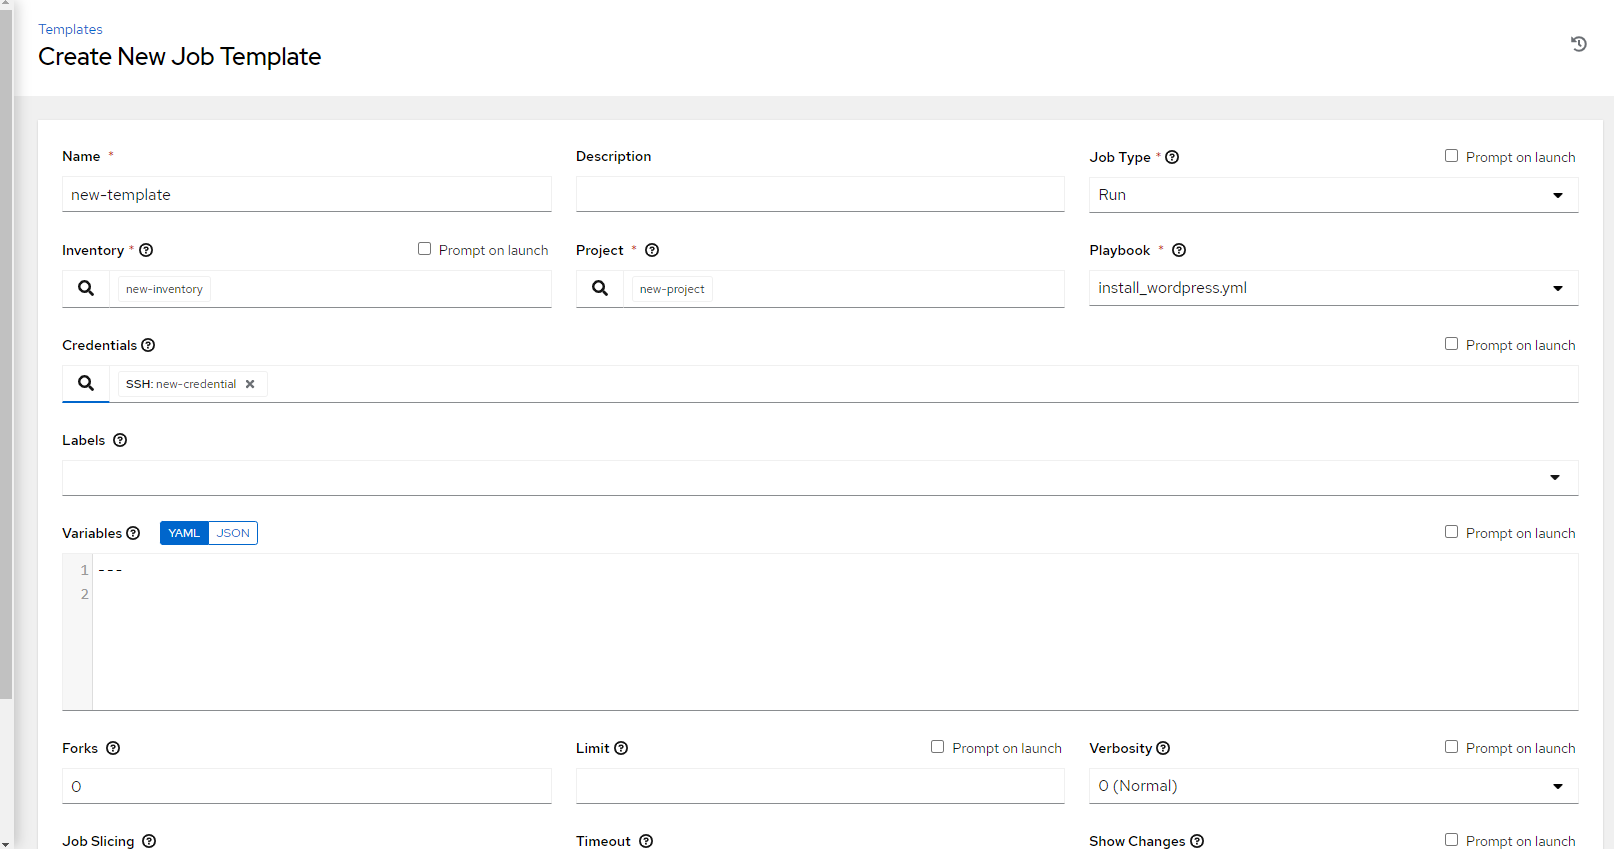 Templates
Create New Job Template
Name *
Description
Job Type *
Prompt on launch
new-template
Run
Inventory *
Prompt on launch
Project *
Playbook *
new-inventory
new-project
install_wordpress.yml
Credentials
Prompt on launch
SSH: new-credential
Labels
Variables YAML JSON
Prompt on launch
1 ---
2
Forks
Limit
Prompt on launch
Verbosity
Prompt on launch
0
0 (Normal)
Job Slicing
Timeout
Show Changes
Prompt on launch